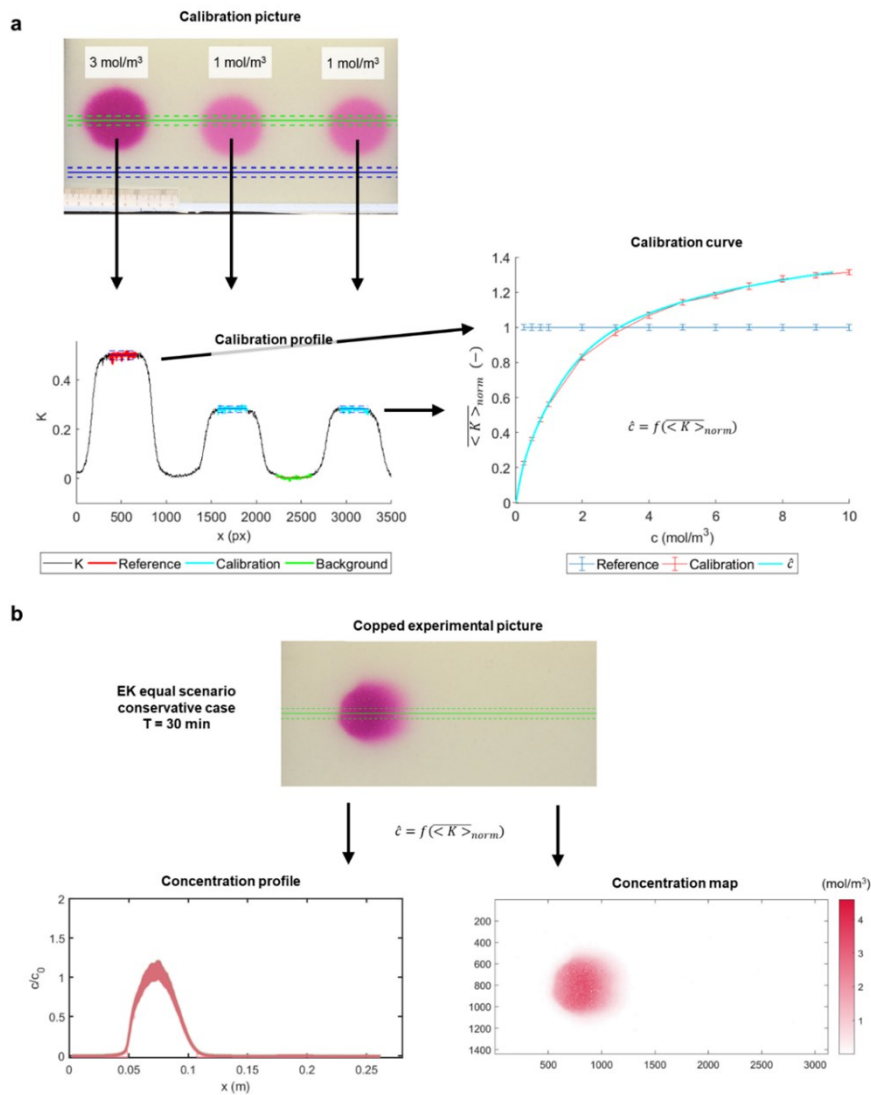 a
Calibration picture
3 mol/m³ 1 mol/m³ 1 mol/m³
Calibration profile
K
0.4
0.2
0
0 500 1000 1500 2000 2500 3000 3500
x (px)
K Reference Calibration Background
Calibration curve
<K>norm (-)
1.4
1.2
1
0.8
0.6
0.4
0.2
0
ĉ = f(<K>norm)
0 2 4 6 8 10
c (mol/m³)
Reference Calibration ĉ
b
Copped experimental picture
EK equal scenario
conservative case
T = 30 min
ĉ = f(<K>norm)
Concentration profile
c/c₀
2
1.5
1
0.5
0
0 0.05 0.1 0.15 0.2 0.25
x (m)
Concentration map
(mol/m³)
200
400
600
800
1000
1200
1400
500 1000 1500 2000 2500 3000
4
3
2
1